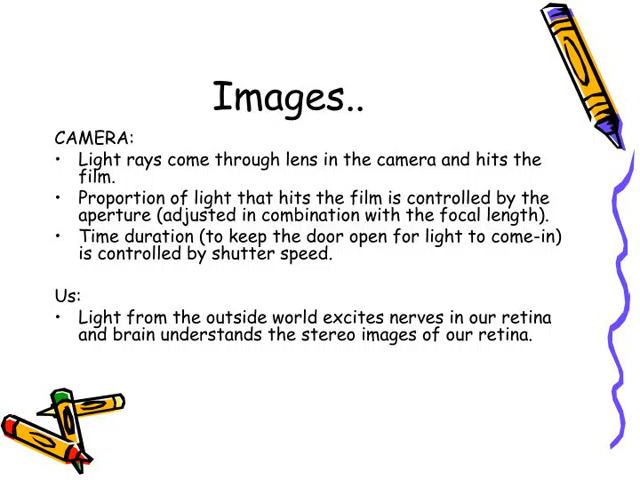 Images..
CAMERA:
• Light rays come through lens in the camera and hits the
film.
• Proportion of light that hits the film is controlled by the
aperture (adjusted in combination with the focal length).
• Time duration (to keep the door open for light to come-in)
is controlled by shutter speed.
Us:
• Light from the outside world excites nerves in our retina
and brain understands the stereo images of our retina.